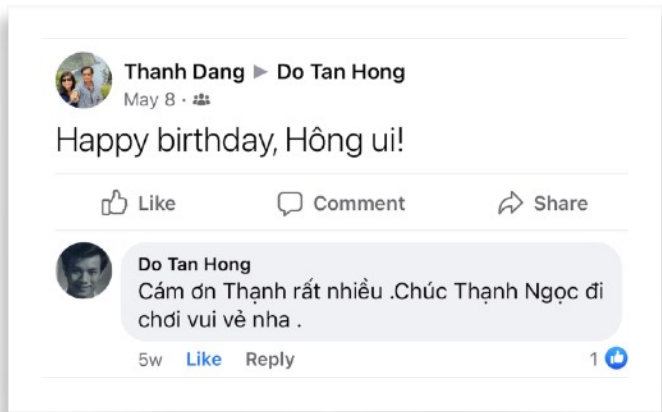 Thanh Dang ▶ Do Tan Hong
May 8 ·
Happy birthday, Hông ui!
Like Comment Share
Do Tan Hong
Cám ơn Thạnh rất nhiều .Chúc Thạnh Ngọc đi
chơi vui vẻ nha .
5w Like Reply 1